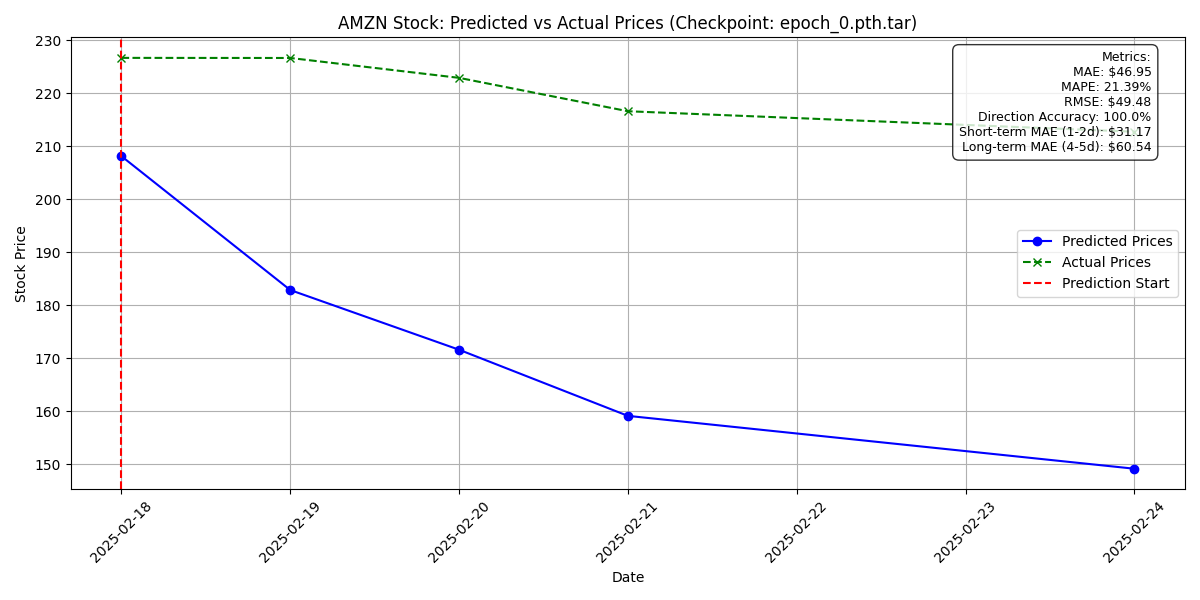 AMZN Stock: Predicted vs Actual Prices (Checkpoint: epoch_0.pth.tar)
230
220
210
200
190
180
170
160
150
Stock Price
Metrics:
MAE: $46.95
MAPE: 21.39%
RMSE: $49.48
Direction Accuracy: 100.0%
Short-term MAE (1-2d): $31.17
Long-term MAE (4-5d): $60.54
Predicted Prices
Actual Prices
Prediction Start
2025-02-18
2025-02-19
2025-02-20
2025-02-21
2025-02-22
2025-02-23
2025-02-24
Date